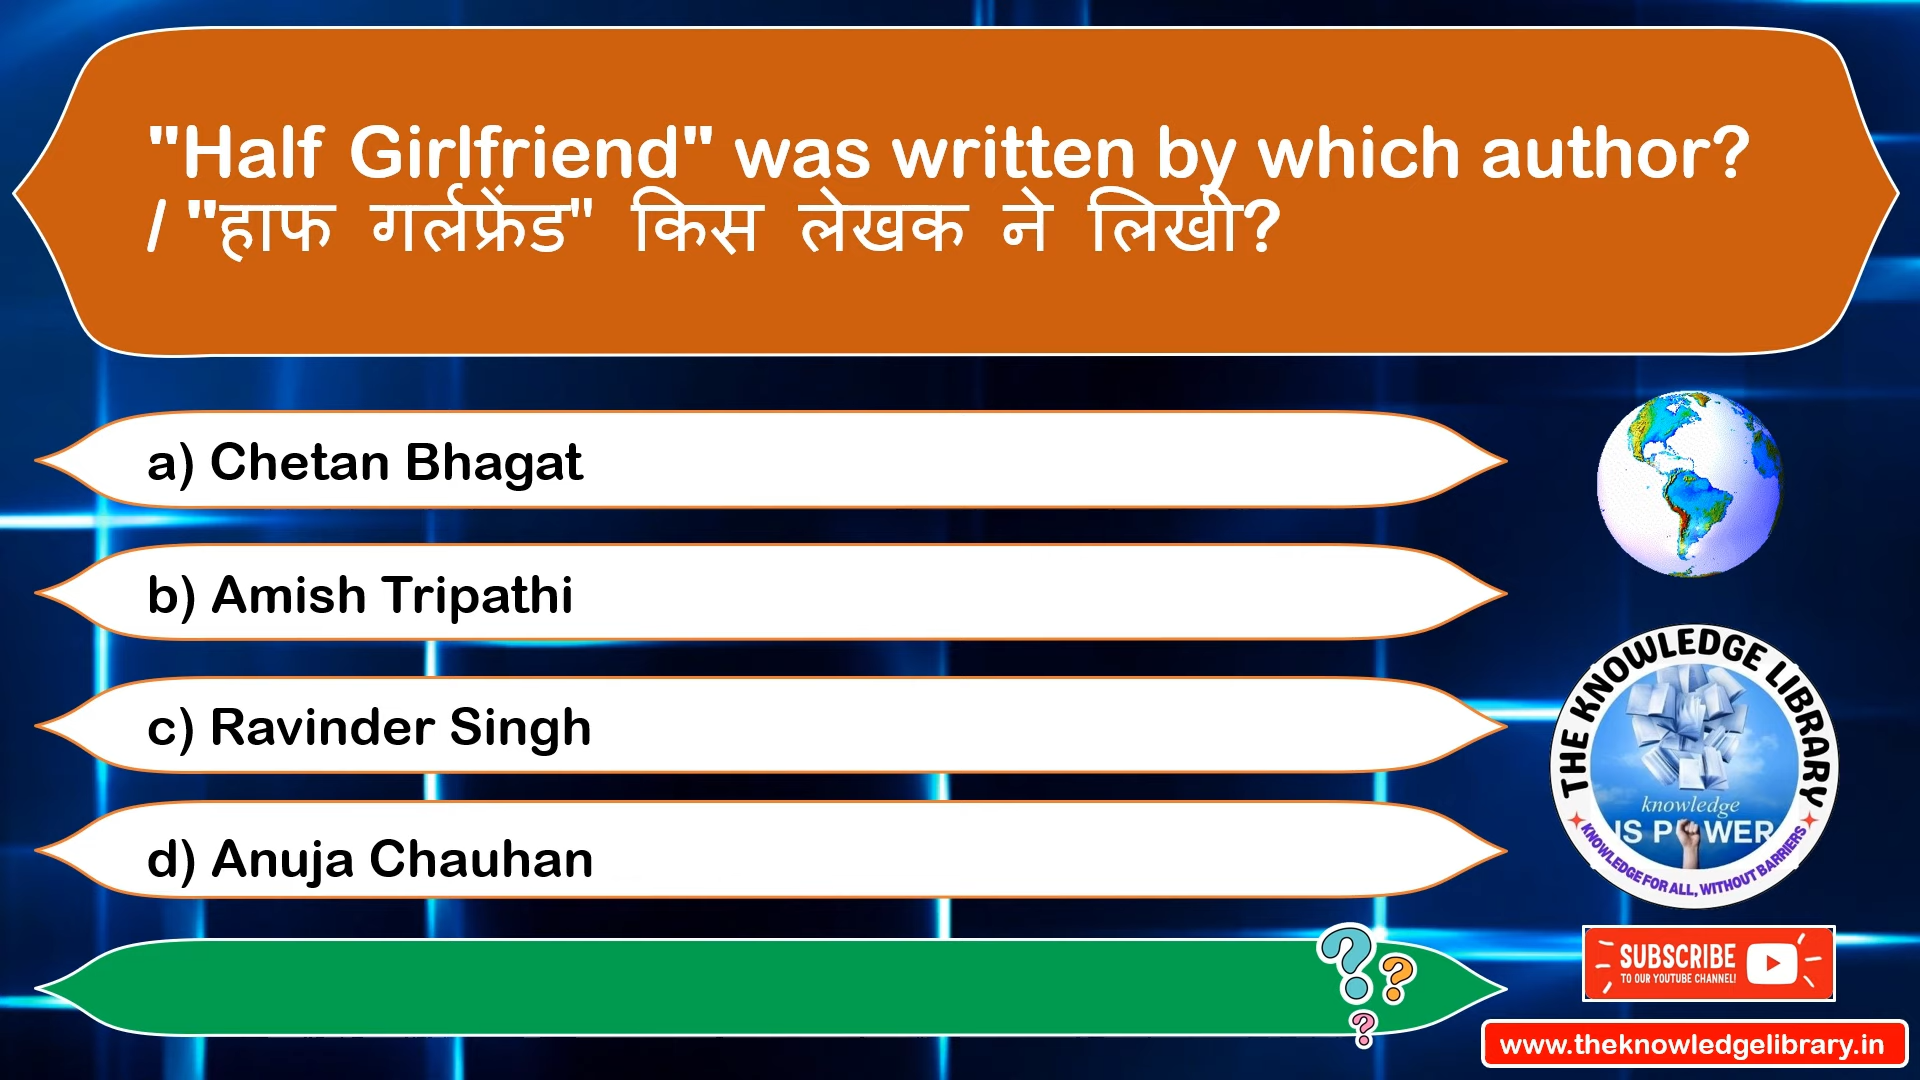 "Half Girlfriend" was written by which author?
/ "हाफ गर्लफ्रेंड" किस लेखक ने लिखी?
a) Chetan Bhagat
b) Amish Tripathi
c) Ravinder Singh
d) Anuja Chauhan
THE KNOWLEDGE LIBRARY
knowledge
IS POWER
KNOWLEDGE FOR ALL, WITHOUT BARRIERS
SUBSCRIBE
TO OUR YOUTUBE CHANNEL!
www.theknowledgelibrary.in